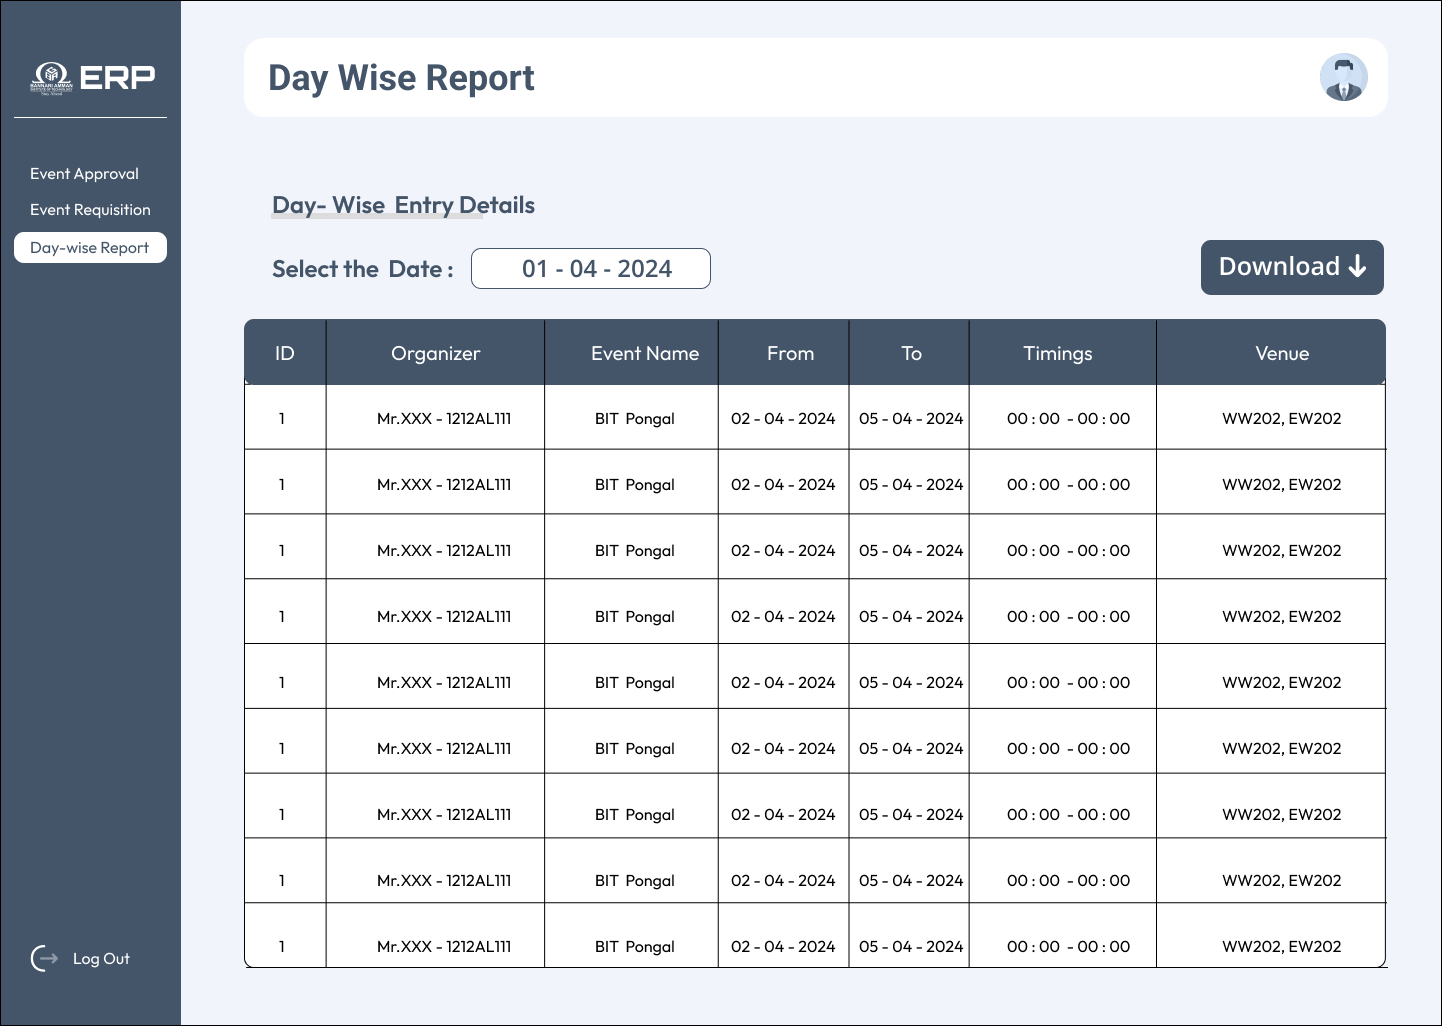 BANNARI AMMAN
INSTITUTE OF TECHNOLOGY
Stay Ahead
ERP
Event Approval
Event Requisition
Day-wise Report
Log Out
Day Wise Report
Day- Wise Entry Details
Select the Date : 01 - 04 - 2024
Download
ID Organizer Event Name From To Timings Venue
1 Mr.XXX - 1212AL111 BIT Pongal 02 - 04 - 2024 05 - 04 - 2024 00 : 00 - 00 : 00 WW202, EW202
1 Mr.XXX - 1212AL111 BIT Pongal 02 - 04 - 2024 05 - 04 - 2024 00 : 00 - 00 : 00 WW202, EW202
1 Mr.XXX - 1212AL111 BIT Pongal 02 - 04 - 2024 05 - 04 - 2024 00 : 00 - 00 : 00 WW202, EW202
1 Mr.XXX - 1212AL111 BIT Pongal 02 - 04 - 2024 05 - 04 - 2024 00 : 00 - 00 : 00 WW202, EW202
1 Mr.XXX - 1212AL111 BIT Pongal 02 - 04 - 2024 05 - 04 - 2024 00 : 00 - 00 : 00 WW202, EW202
1 Mr.XXX - 1212AL111 BIT Pongal 02 - 04 - 2024 05 - 04 - 2024 00 : 00 - 00 : 00 WW202, EW202
1 Mr.XXX - 1212AL111 BIT Pongal 02 - 04 - 2024 05 - 04 - 2024 00 : 00 - 00 : 00 WW202, EW202
1 Mr.XXX - 1212AL111 BIT Pongal 02 - 04 - 2024 05 - 04 - 2024 00 : 00 - 00 : 00 WW202, EW202
1 Mr.XXX - 1212AL111 BIT Pongal 02 - 04 - 2024 05 - 04 - 2024 00 : 00 - 00 : 00 WW202, EW202